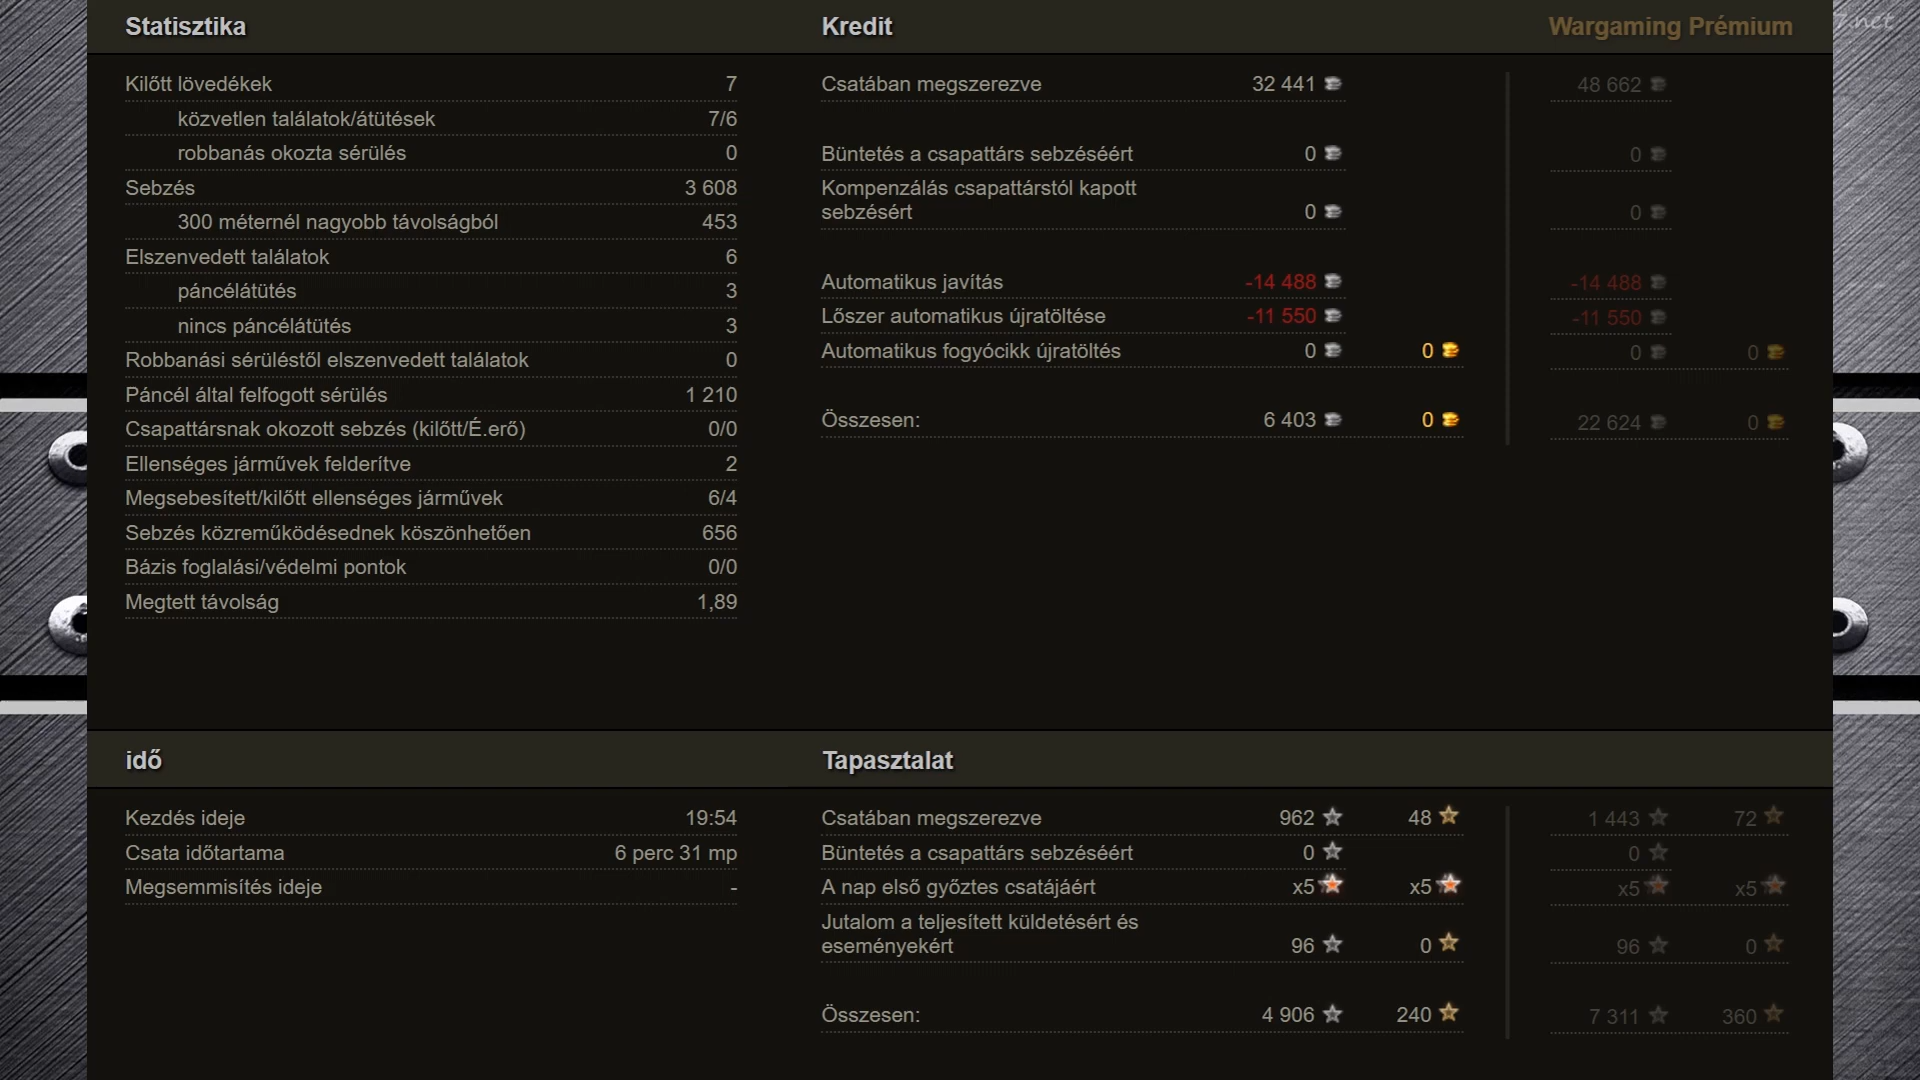 Statisztika
Kredit
Wargaming Prémium
7.net
Kilőtt lövedékek 7
közvetlen találatok/átütések 7/6
robbanás okozta sérülés 0
Sebzés 3 608
300 méternél nagyobb távolságból 453
Elszenvedett találatok 6
páncélátütés 3
nincs páncélátütés 3
Robbanási sérüléstől elszenvedett találatok 0
Páncél által felfogott sérülés 1 210
Csapattársnak okozott sebzés (kilőtt/É.erő) 0/0
Ellenséges járművek felderítve 2
Megsebesített/kilőtt ellenséges járművek 6/4
Sebzés közreműködésednek köszönhetően 656
Bázis foglalási/védelmi pontok 0/0
Megtett távolság 1,89
Csatában megszerezve 32 441 48 662
Büntetés a csapattárs sebzéséért 0 0
Kompenzálás csapattárstól kapott
sebzésért 0 0
Automatikus javítás -14 488 -14 488
Lőszer automatikus újratöltése -11 550 -11 550
Automatikus fogyócikk újratöltés 0 0 0 0
Összesen: 6 403 0 22 624 0
idő
Kezdés ideje 19:54
Csata időtartama 6 perc 31 mp
Megsemmisítés ideje -
Tapasztalat
Csatában megszerezve 962 48 1 443 72
Büntetés a csapattárs sebzéséért 0 0
A nap első győztes csatájáért x5 x5 x5 x5
Jutalom a teljesített küldetésért és
eseményekért 96 0 96 0
Összesen: 4 906 240 7 311 360